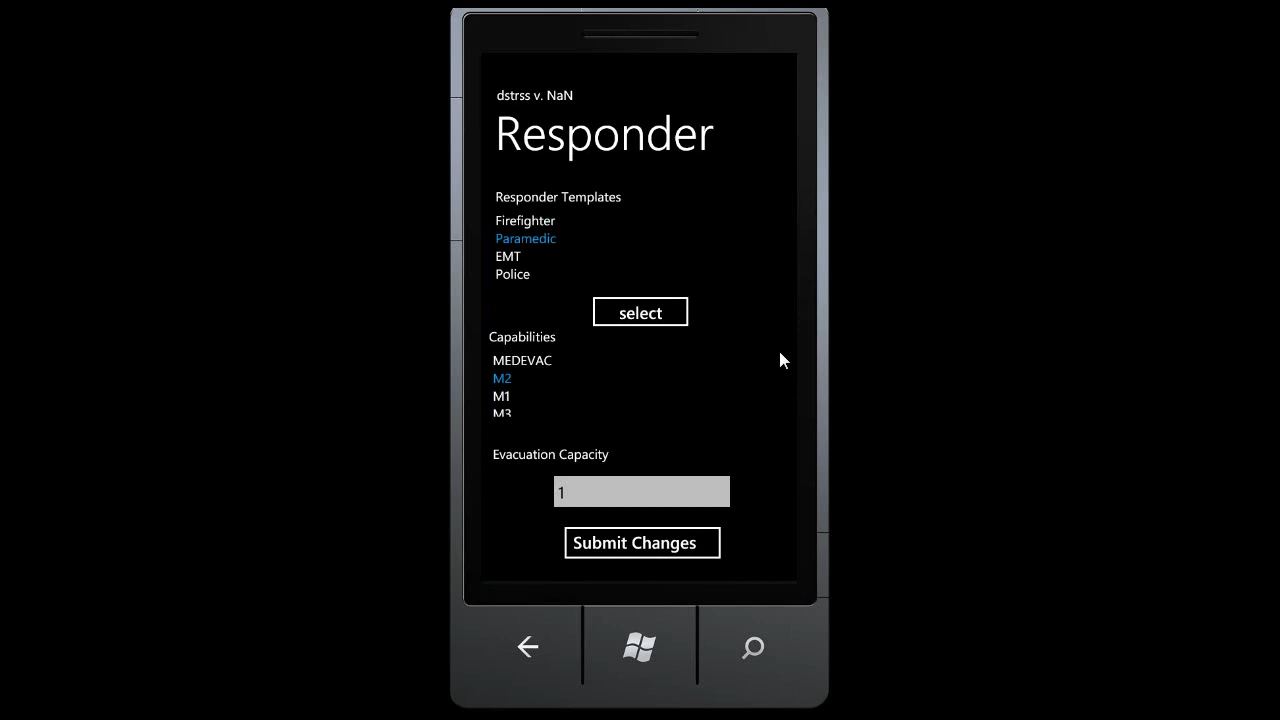 dstrss v. NaN
Responder
Responder Templates
Firefighter
Paramedic
EMT
Police
select
Capabilities
MEDEVAC
M2
M1
M3
Evacuation Capacity
1
Submit Changes